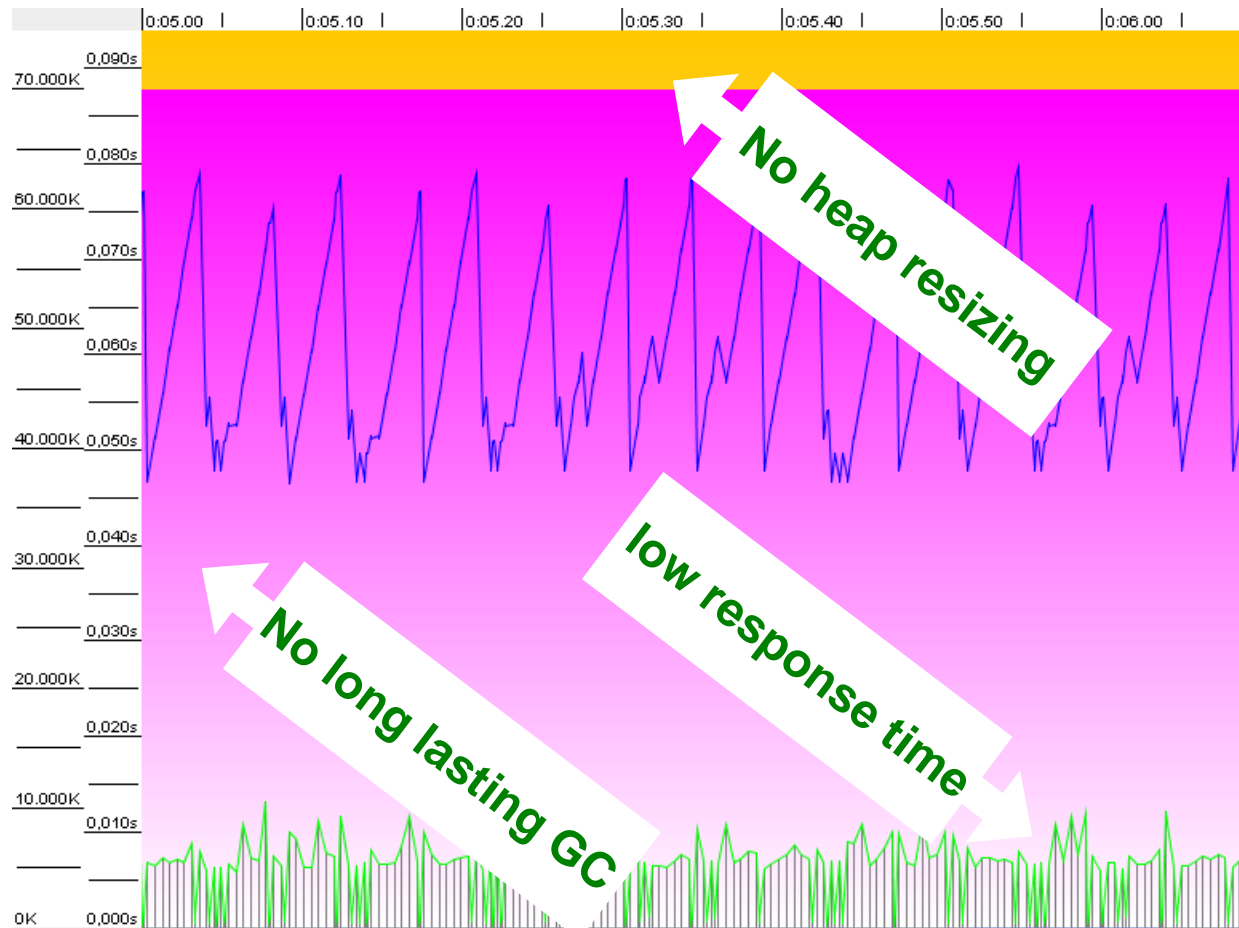 0:05.00 0:05.10 0:05.20 0:05.30 0:05.40 0:05.50 0:06.00
0,090s
70.000K
0,080s
60.000K
0,070s
50.000K
0,060s
40.000K
0,050s
0,040s
30.000K
0,030s
20.000K
0,020s
10.000K
0,010s
0K
0,000s
No heap resizing
low response time
No long lasting GC